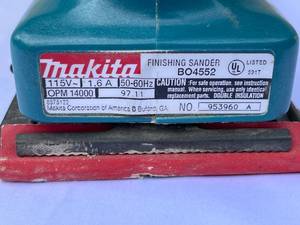 makita
FINISHING SANDER
BO4552
LISTED
531T
115V~ 1.6 A 50-60Hz
OPM 14000 97.11
CAUTION For safe operation, see instruction
manual. When servicing, use only identical
replacement parts. DOUBLE INSULATION
8375122
Makita Corporation of America Buford, GA.
NO. 953960 A